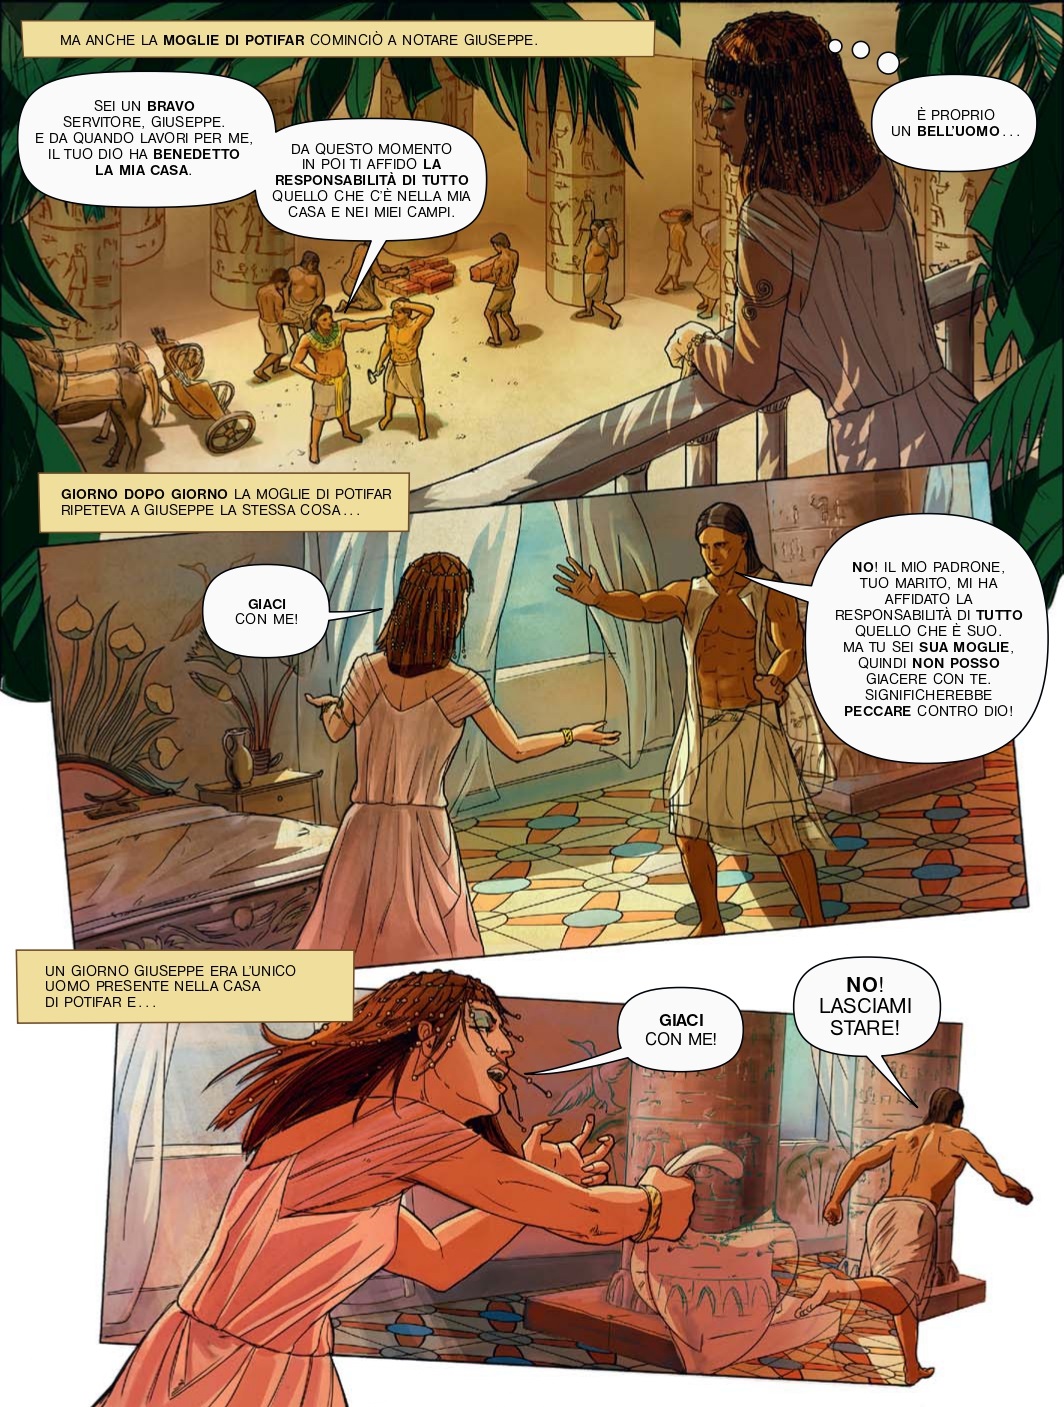 MA ANCHE LA MOGLIE DI POTIFAR COMINCIÒ A NOTARE GIUSEPPE.
SEI UN BRAVO
SERVITORE, GIUSEPPE.
E DA QUANDO LAVORI PER ME,
IL TUO DIO HA BENEDETTO
LA MIA CASA.
DA QUESTO MOMENTO
IN POI TI AFFIDO LA
RESPONSABILITÀ DI TUTTO
QUELLO CHE C'È NELLA MIA
CASA E NEI MIEI CAMPI.
È PROPRIO
UN BELL'UOMO...
GIORNO DOPO GIORNO LA MOGLIE DI POTIFAR
RIPETEVA A GIUSEPPE LA STESSA COSA...
GIACI
CON ME!
NO! IL MIO PADRONE,
TUO MARITO, MI HA
AFFIDATO LA
RESPONSABILITÀ DI TUTTO
QUELLO CHE È SUO.
MA TU SEI SUA MOGLIE,
QUINDI NON POSSO
GIACERE CON TE.
SIGNIFICHEREBBE
PECCARE CONTRO DIO!
UN GIORNO GIUSEPPE ERA L'UNICO
UOMO PRESENTE NELLA CASA
DI POTIFAR E...
GIACI
CON ME!
NO!
LASCIAMI
STARE!